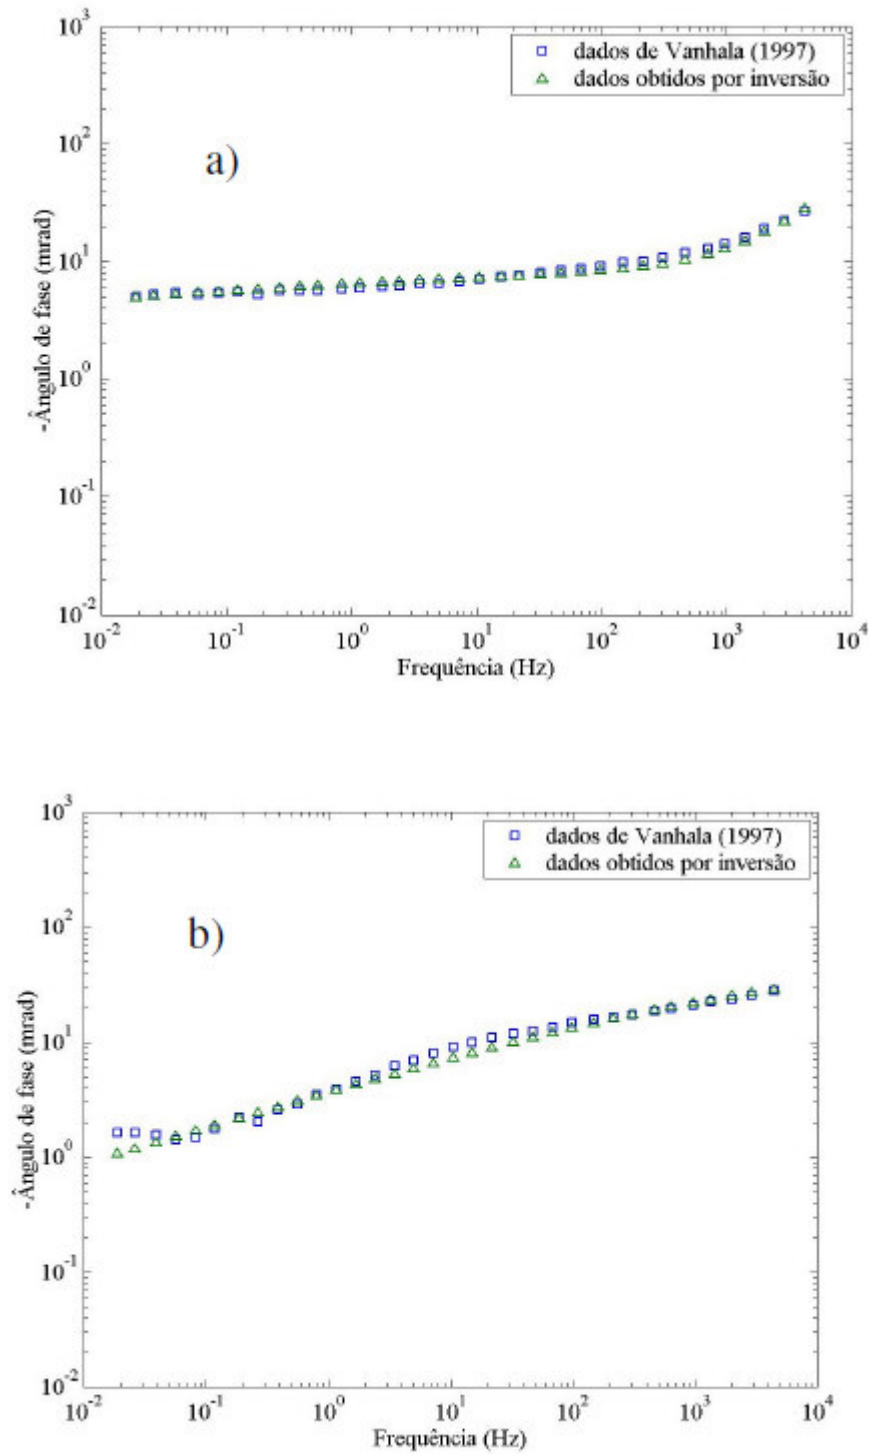 10^3
dados de Vanhala (1997)
dados obtidos por inversão
a)
10^2
10^1
10^0
10^-1
10^-2
-Ângulo de fase (mrad)
10^-2 10^-1 10^0 10^1 10^2 10^3 10^4
Frequência (Hz)
10^3
dados de Vanhala (1997)
dados obtidos por inversão
b)
10^2
10^1
10^0
10^-1
10^-2
-Ângulo de fase (mrad)
10^-2 10^-1 10^0 10^1 10^2 10^3 10^4
Frequência (Hz)